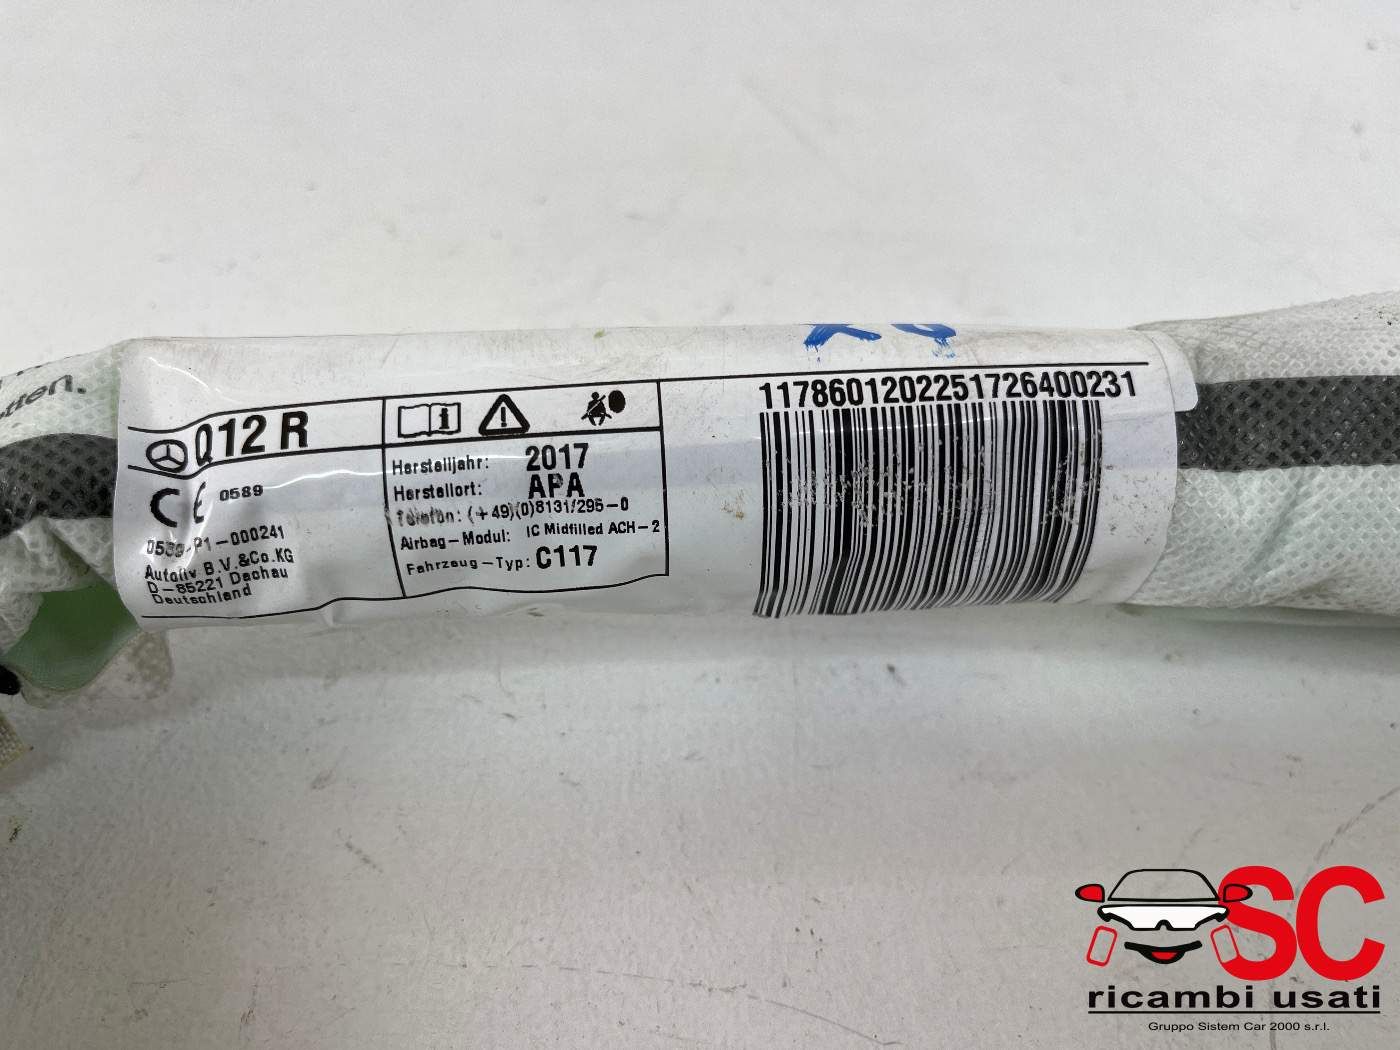 tten.
Q12 R
CE 0589
0589-P1-000241
Autoliv B.V.&Co.KG
D-85221 Dachau
Deutschland
Herstelljahr: 2017
Herstellort: APA
Telefon: (+49)(0)8131/295-0
Airbag-Modul: IC Midfilled ACH-2
Fahrzeug-Typ: C117
1178601202251726400231
SC
ricambi usati
Gruppo Sistem Car 2000 s.r.l.